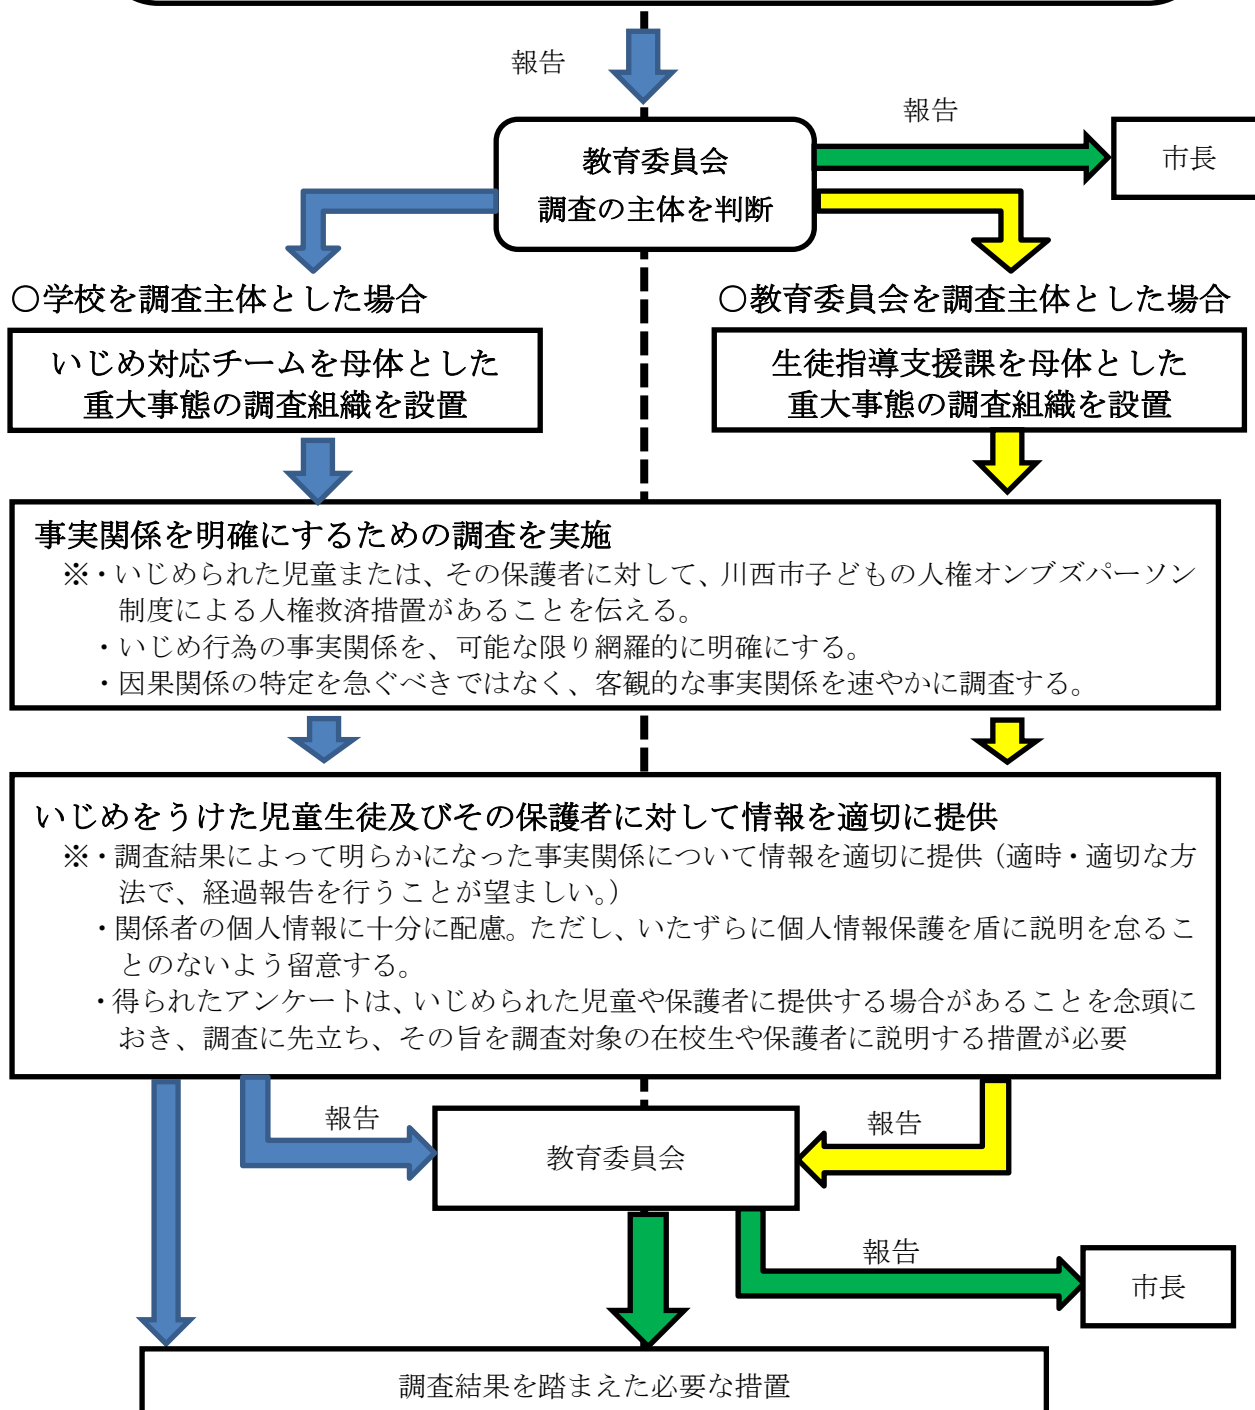 報告
報告
教育委員会
調査の主体を判断
市長
○学校を調査主体とした場合
○教育委員会を調査主体とした場合
いじめ対応チームを母体とした
重大事態の調査組織を設置
生徒指導支援課を母体とした
重大事態の調査組織を設置
事実関係を明確にするための調査を実施
※・いじめられた児童または、その保護者に対して、川西市子どもの人権オンブズパーソン
制度による人権救済措置があることを伝える。
・いじめ行為の事実関係を、可能な限り網羅的に明確にする。
・因果関係の特定を急ぐべきではなく、客観的な事実関係を速やかに調査する。
いじめをうけた児童生徒及びその保護者に対して情報を適切に提供
※・調査結果によって明らかになった事実関係について情報を適切に提供（適時・適切な方
法で、経過報告を行うことが望ましい。）
・関係者の個人情報に十分に配慮。ただし、いたずらに個人情報保護を盾に説明を怠るこ
とのないよう留意する。
・得られたアンケートは、いじめられた児童や保護者に提供する場合があることを念頭に
おき、調査に先立ち、その旨を調査対象の在校生や保護者に説明する措置が必要
報告
報告
教育委員会
報告
市長
調査結果を踏まえた必要な措置